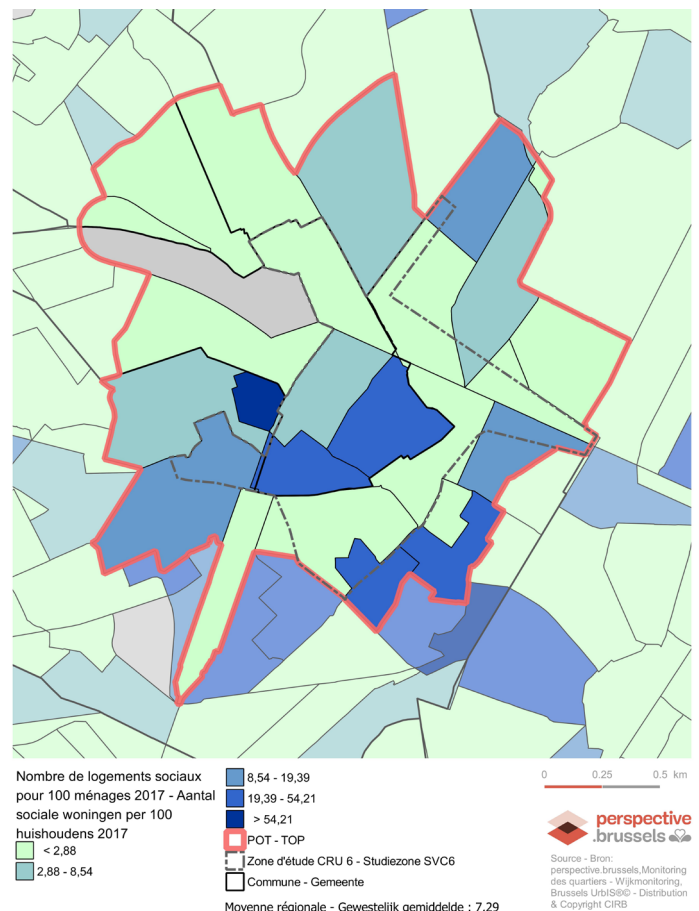 Nombre de logements sociaux
pour 100 ménages 2017 - Aantal
sociale woningen per 100
huishoudens 2017
< 2,88
2,88 - 8,54
8,54 - 19,39
19,39 - 54,21
> 54,21
POT - TOP
Zone d'étude CRU 6 - Studiezone SVC6
Commune - Gemeente
Moyenne régionale - Gewestelijk gemiddelde : 7,29
0 0.25 0.5 km
perspective
.brussels
Source - Bron:
perspective.brussels,Monitoring
des quartiers - Wijkmonitoring,
Brussels UrbIS®© - Distribution
& Copyright CIRB